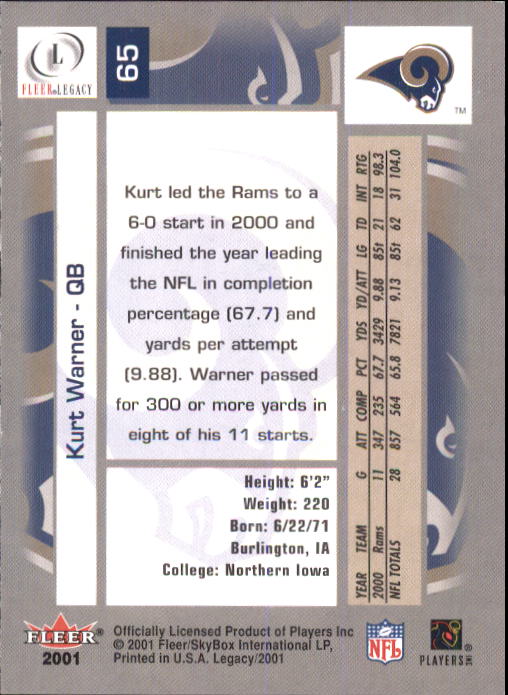 L
FLEER LEGACY
65
TM
Kurt Warner - QB
Kurt led the Rams to a
6-0 start in 2000 and
finished the year leading
the NFL in completion
percentage (67.7) and
yards per attempt
(9.88). Warner passed
for 300 or more yards in
eight of his 11 starts.
Height: 6'2"
Weight: 220
Born: 6/22/71
Burlington, IA
College: Northern Iowa
YEAR TEAM G ATT COMP PCT YDS YD/ATT LG TD INT RTG
2000 Rams 11 347 235 67.7 3429 9.88 85t 21 18 98.3
NFL TOTALS 28 857 564 65.8 7821 9.13 85t 62 31 104.0
FLEER
2001
Officially Licensed Product of Players Inc
© 2001 Fleer/SkyBox International LP,
Printed in U.S.A. Legacy/2001
NFL
PLAYERS INC
®